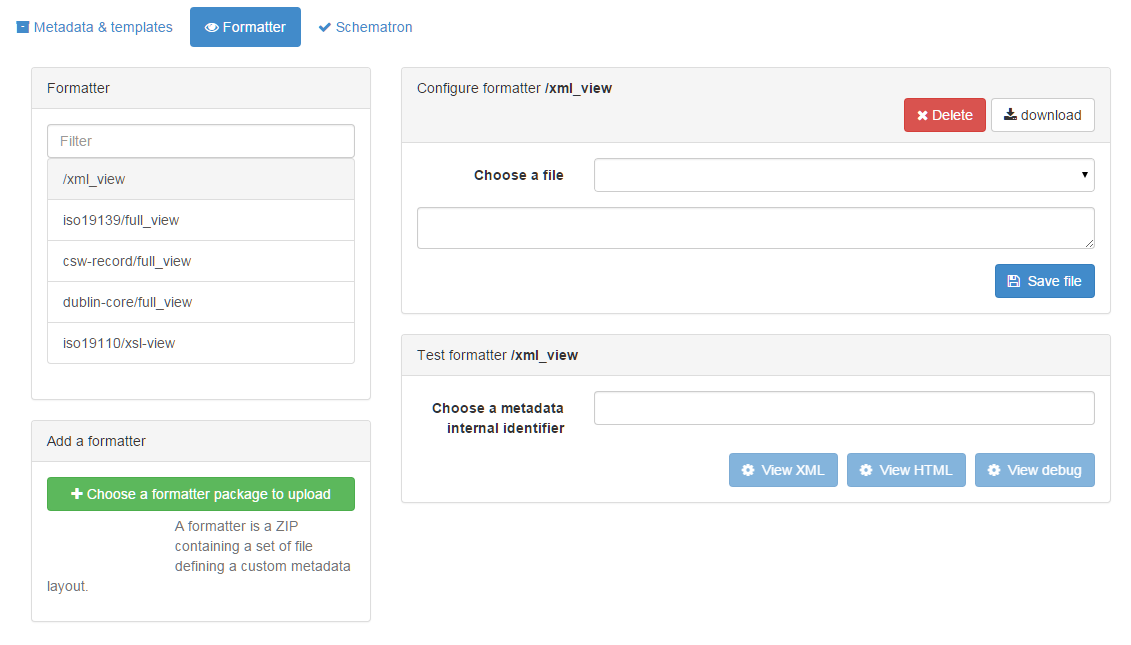 Metadata & templates Formatter Schematron
Formatter
Filter
/xml_view
iso19139/full_view
csw-record/full_view
dublin-core/full_view
iso19110/xsl-view
Add a formatter
Choose a formatter package to upload
A formatter is a ZIP
containing a set of file
defining a custom metadata
layout.
Configure formatter /xml_view
Delete download
Choose a file
Save file
Test formatter /xml_view
Choose a metadata
internal identifier
View XML View HTML View debug